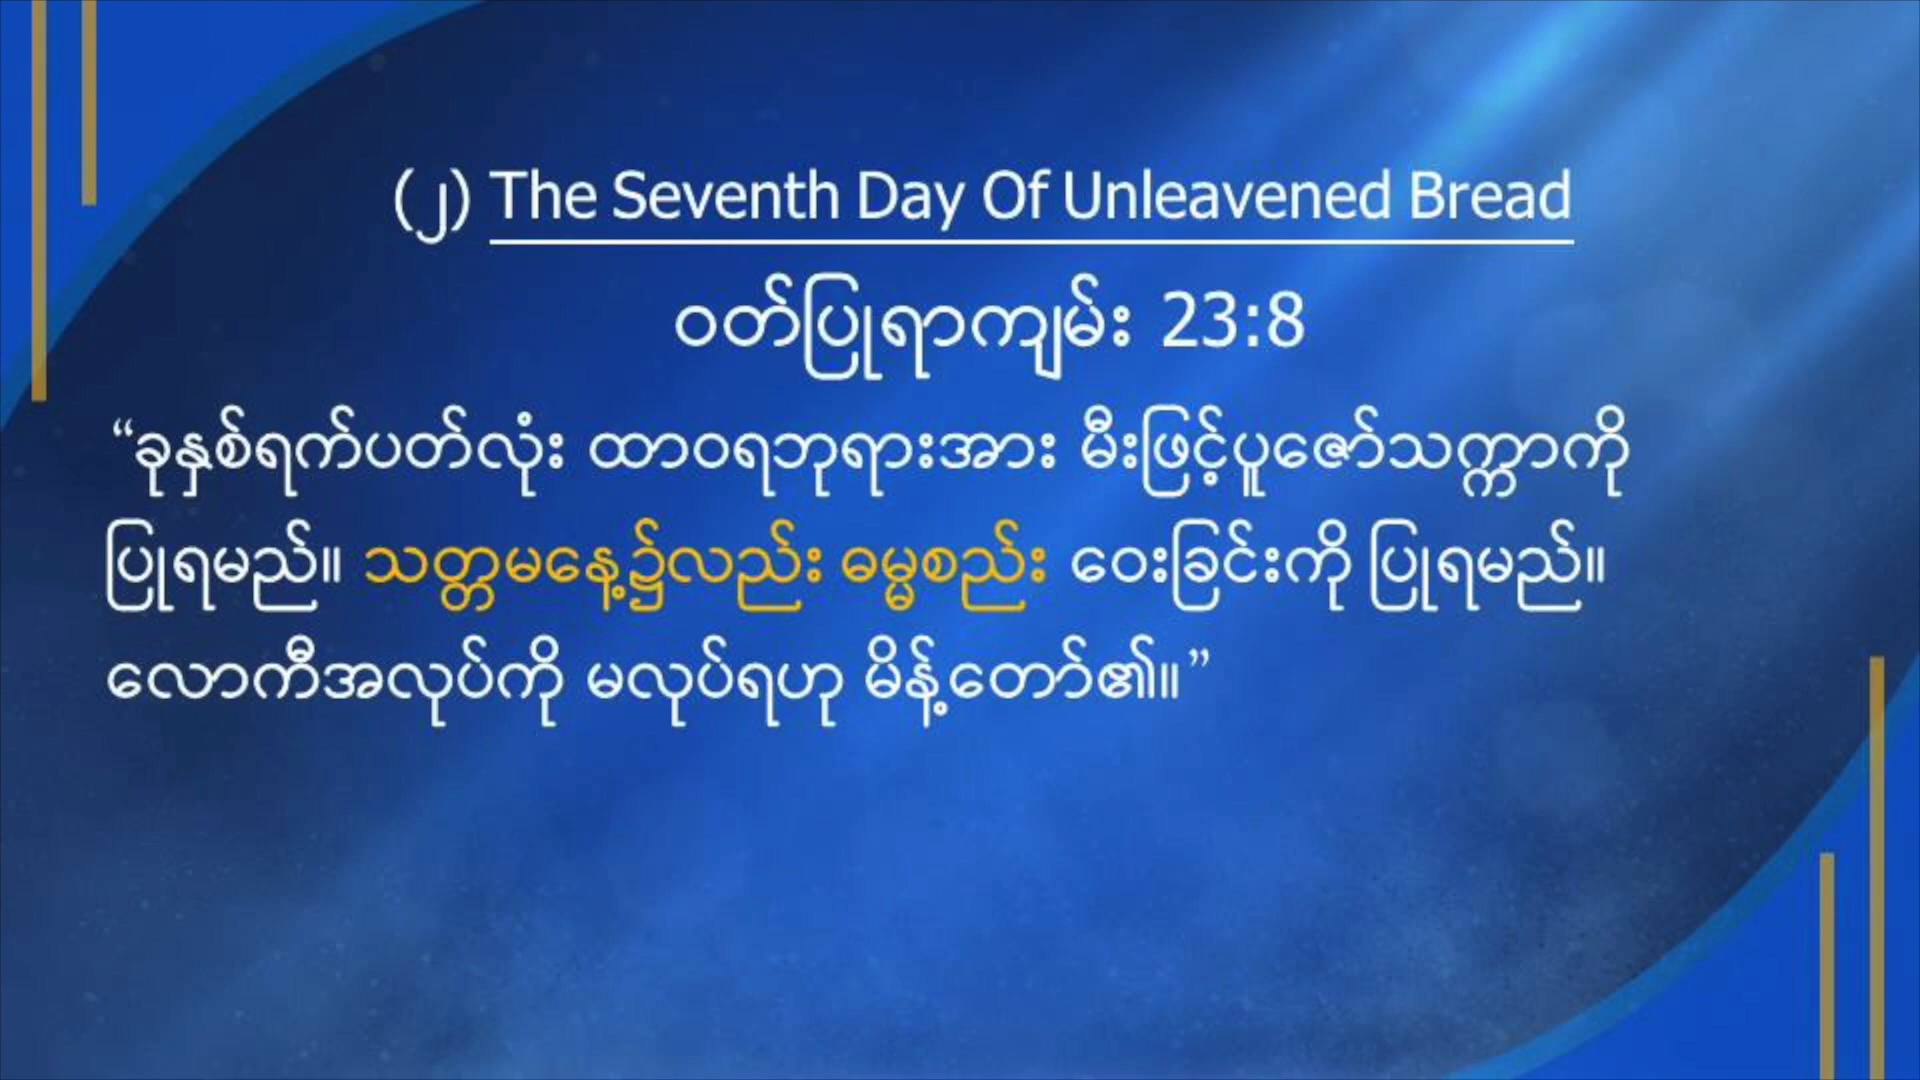 (၂) The Seventh Day Of Unleavened Bread
ဝတ်ပြုရာကျမ်း 23:8
“ခုနှစ်ရက်ပတ်လုံး ထာဝရဘုရားအား မီးဖြင့်ပူဇော်သက္ကာကို
ပြုရမည်။ သတ္တမနေ့၌လည်း ဓမ္မစည်း ဝေးခြင်းကို ပြုရမည်။
လောကီအလုပ်ကို မလုပ်ရဟု မိန့်တော်၏။”